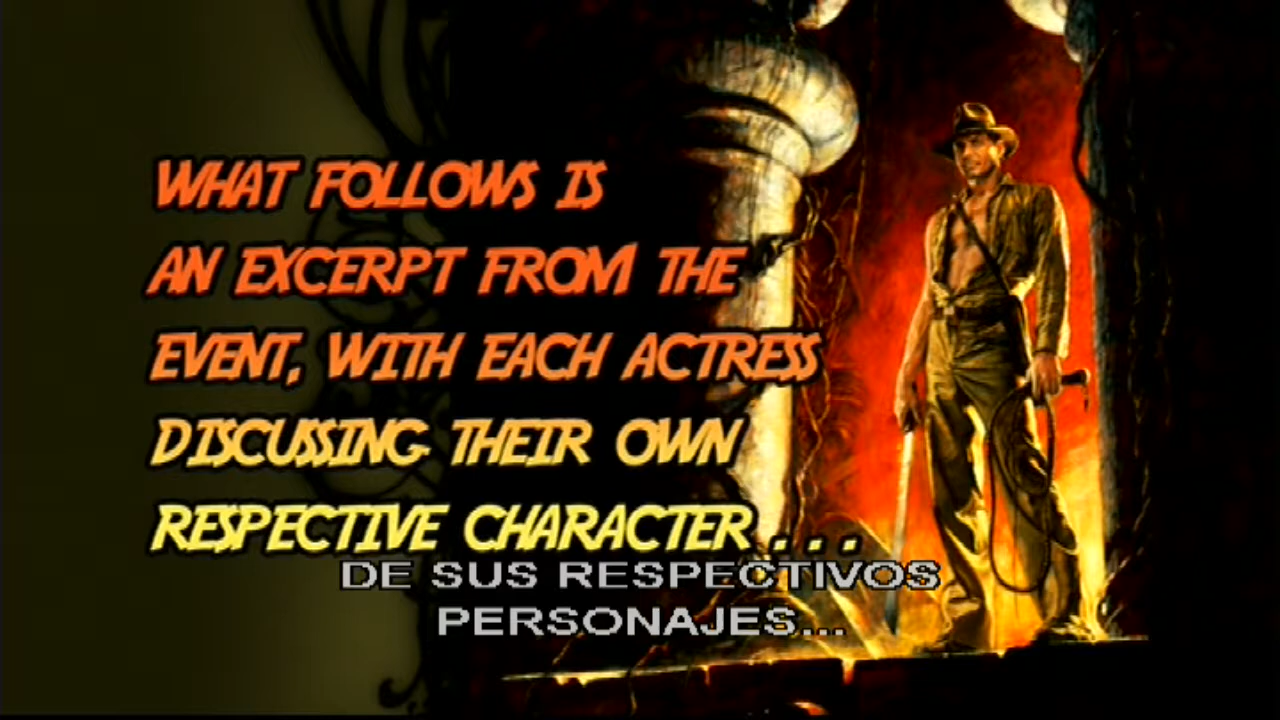 WHAT FOLLOWS IS
AN EXCERPT FROM THE
EVENT, WITH EACH ACTRESS
DISCUSSING THEIR OWN
RESPECTIVE CHARACTER . . .
DE SUS RESPECTIVOS
PERSONAJES...